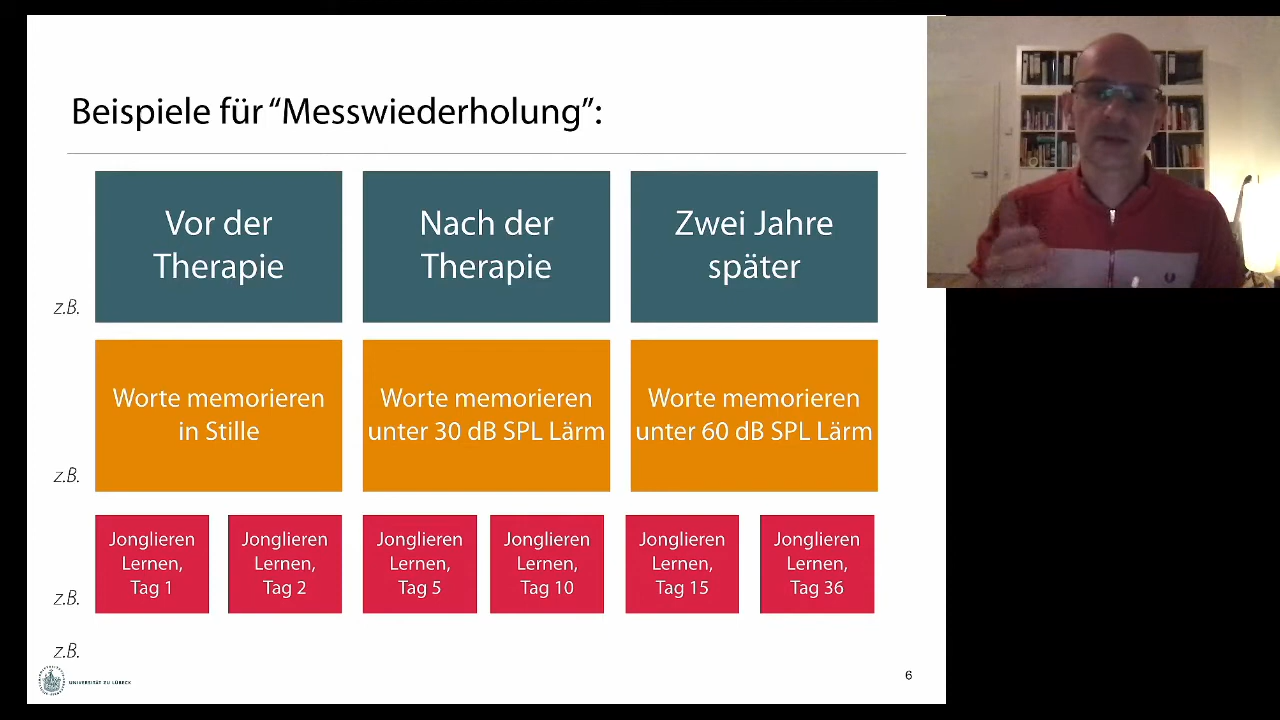 Beispiele für “Messwiederholung”:
Vor der
Therapie
Nach der
Therapie
Zwei Jahre
später
z.B.
Worte memorieren
in Stille
Worte memorieren
unter 30 dB SPL Lärm
Worte memorieren
unter 60 dB SPL Lärm
z.B.
Jonglieren
Lernen,
Tag 1
Jonglieren
Lernen,
Tag 2
Jonglieren
Lernen,
Tag 5
Jonglieren
Lernen,
Tag 10
Jonglieren
Lernen,
Tag 15
Jonglieren
Lernen,
Tag 36
z.B.
z.B.
UNIVERSITÄT ZU LÜBECK
6